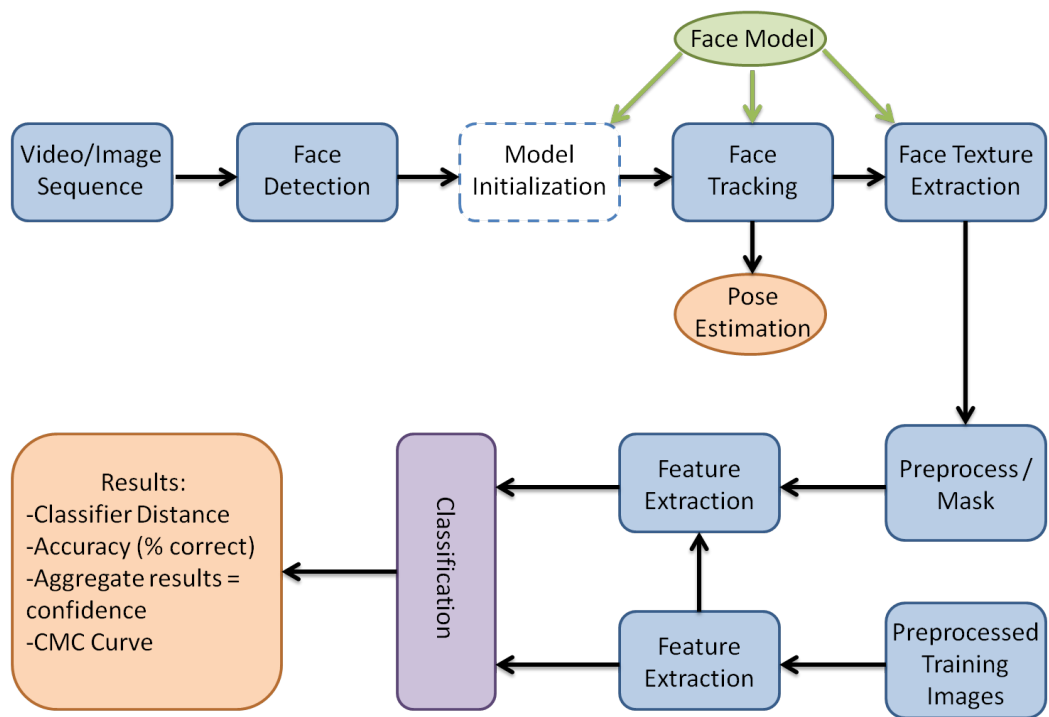 Face Model
Video/Image
Sequence
Face
Detection
Model
Initialization
Face
Tracking
Face Texture
Extraction
Pose
Estimation
Preprocess /
Mask
Feature
Extraction
Classification
Results:
-Classifier Distance
-Accuracy (% correct)
-Aggregate results =
confidence
-CMC Curve
Feature
Extraction
Preprocessed
Training
Images